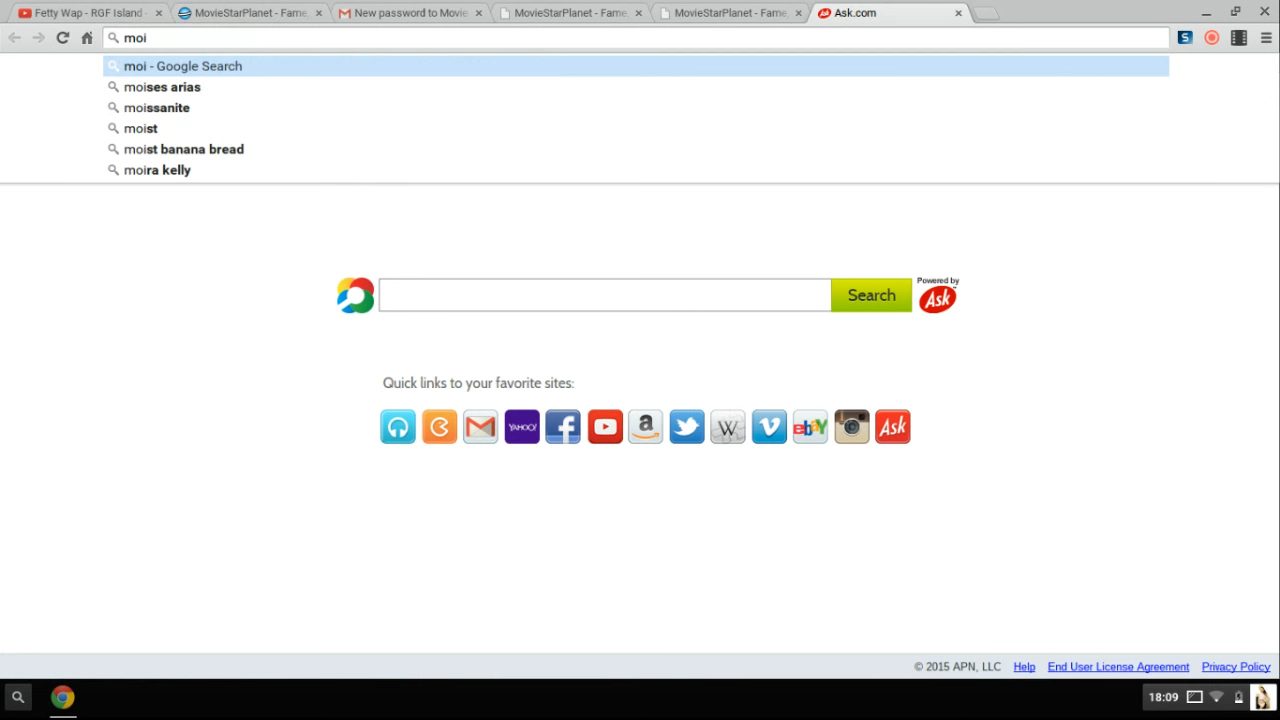 Fetty Wap - RGF Island - MovieStarPlanet - Fame, New password to Movie MovieStarPlanet - Fame, MovieStarPlanet - Fame, Ask.com
moi
moi - Google Search
moises arias
moissanite
moist
moist banana bread
moira kelly
Powered by
Search Ask
Quick links to your favorite sites:
YAHOO! a W ebay Ask
© 2015 APN, LLC Help End User License Agreement Privacy Policy
18:09